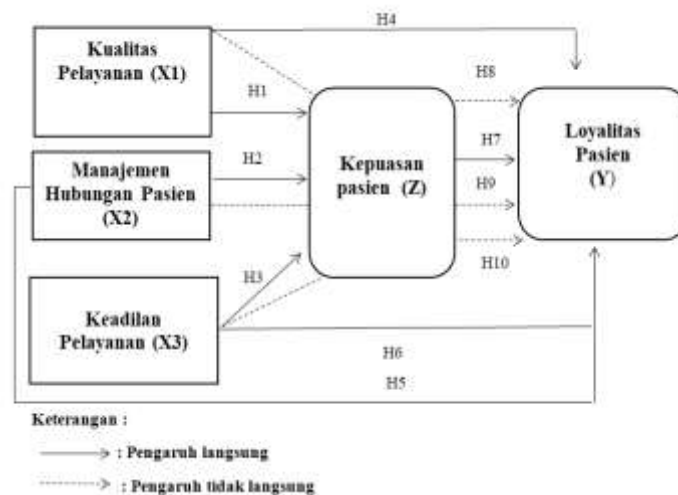 H4
Kualitas
Pelayanan (X1)
H1
H8
H2
H7
Manajemen
Hubungan Pasien
(X2)
Kepuasan
pasien (Z)
H9
Loyalitas
Pasien
(Y)
H3
H10
Keadilan
Pelayanan (X3)
H6
H5
Keterangan :
: Pengaruh langsung
: Pengaruh tidak langsung